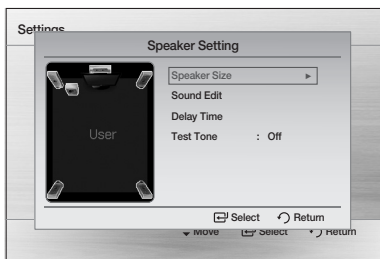 Settings
Speaker Setting
Speaker Size ►
Sound Edit
Delay Time
Test Tone : Off
User
Select Return
Move Select Return